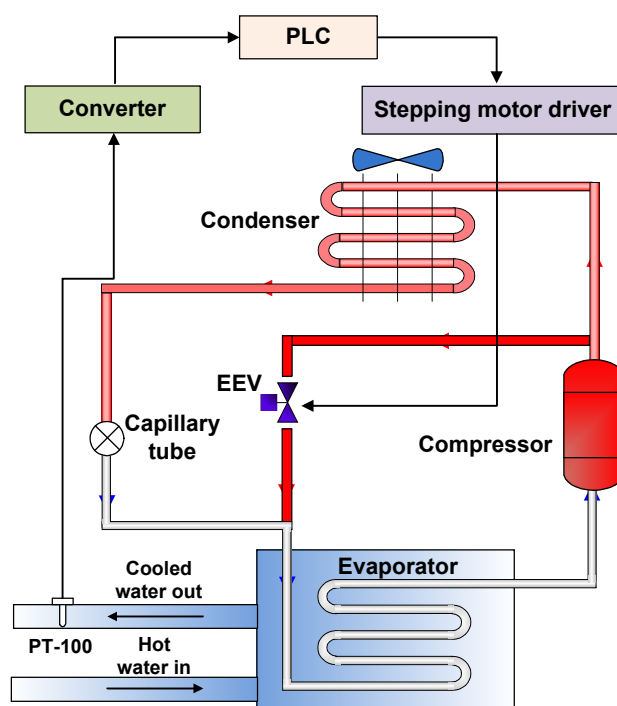 PLC
Converter
Stepping motor driver
Condenser
EEV
Capillary
tube
Compressor
Evaporator
Cooled
water out
PT-100
Hot
water in